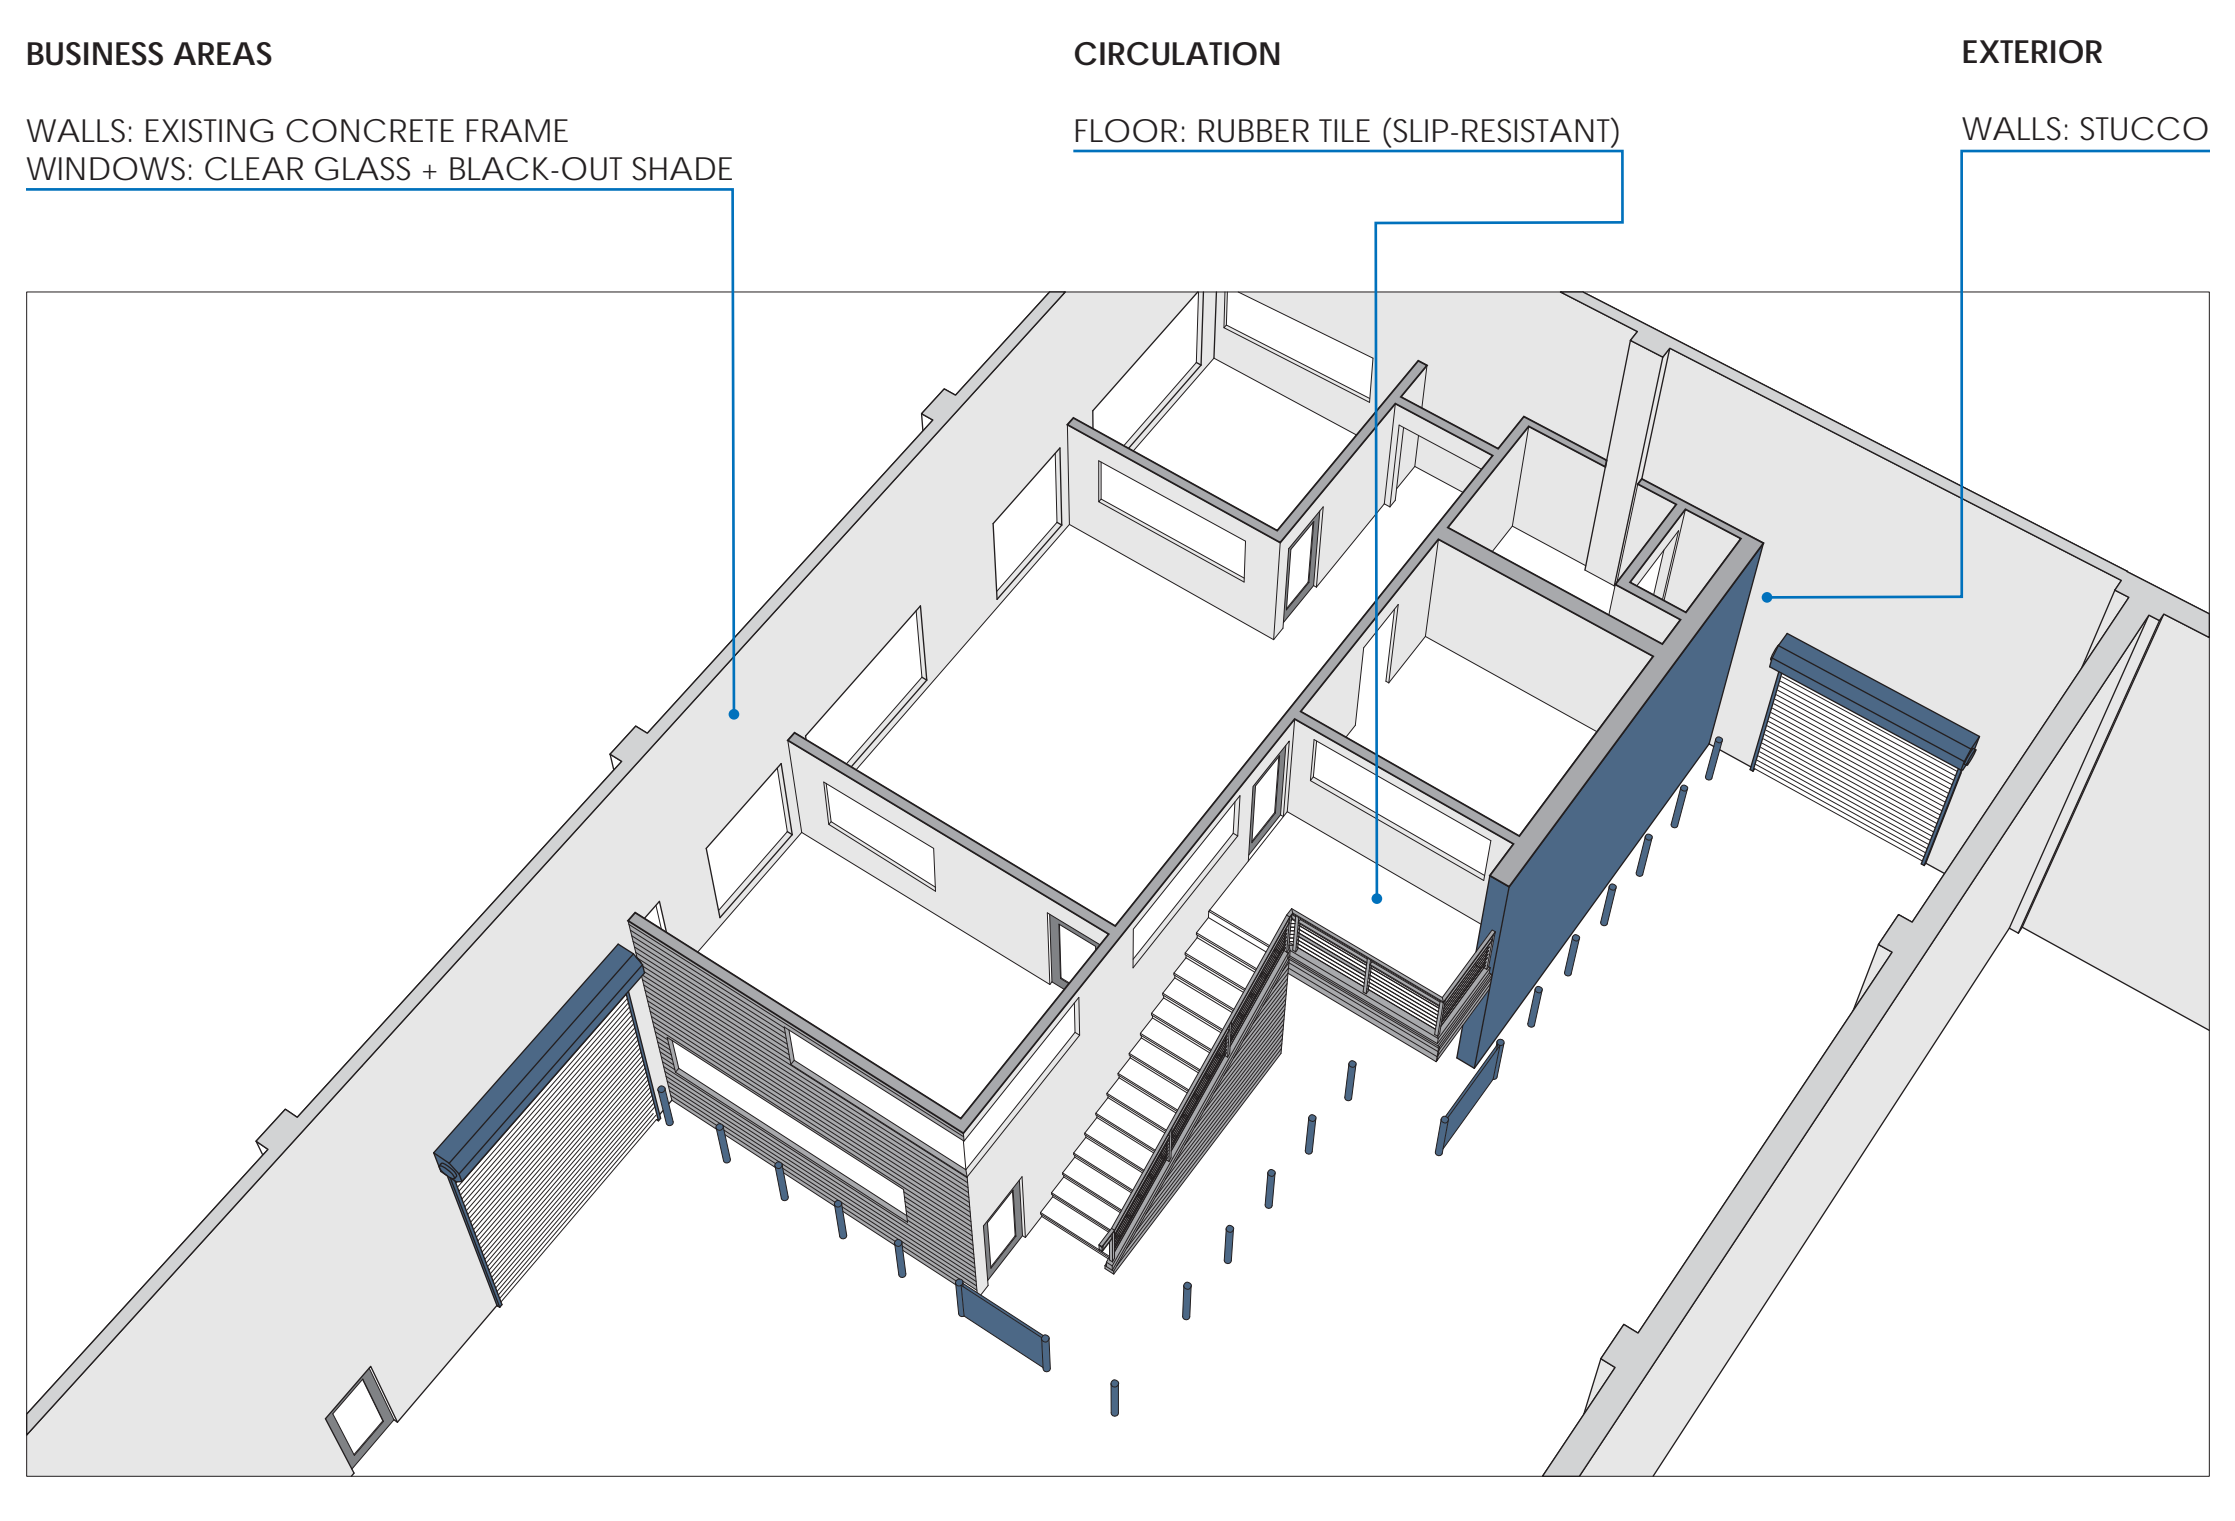 BUSINESS AREAS
WALLS: EXISTING CONCRETE FRAME
WINDOWS: CLEAR GLASS + BLACK-OUT SHADE
CIRCULATION
FLOOR: RUBBER TILE (SLIP-RESISTANT)
EXTERIOR
WALLS: STUCCO